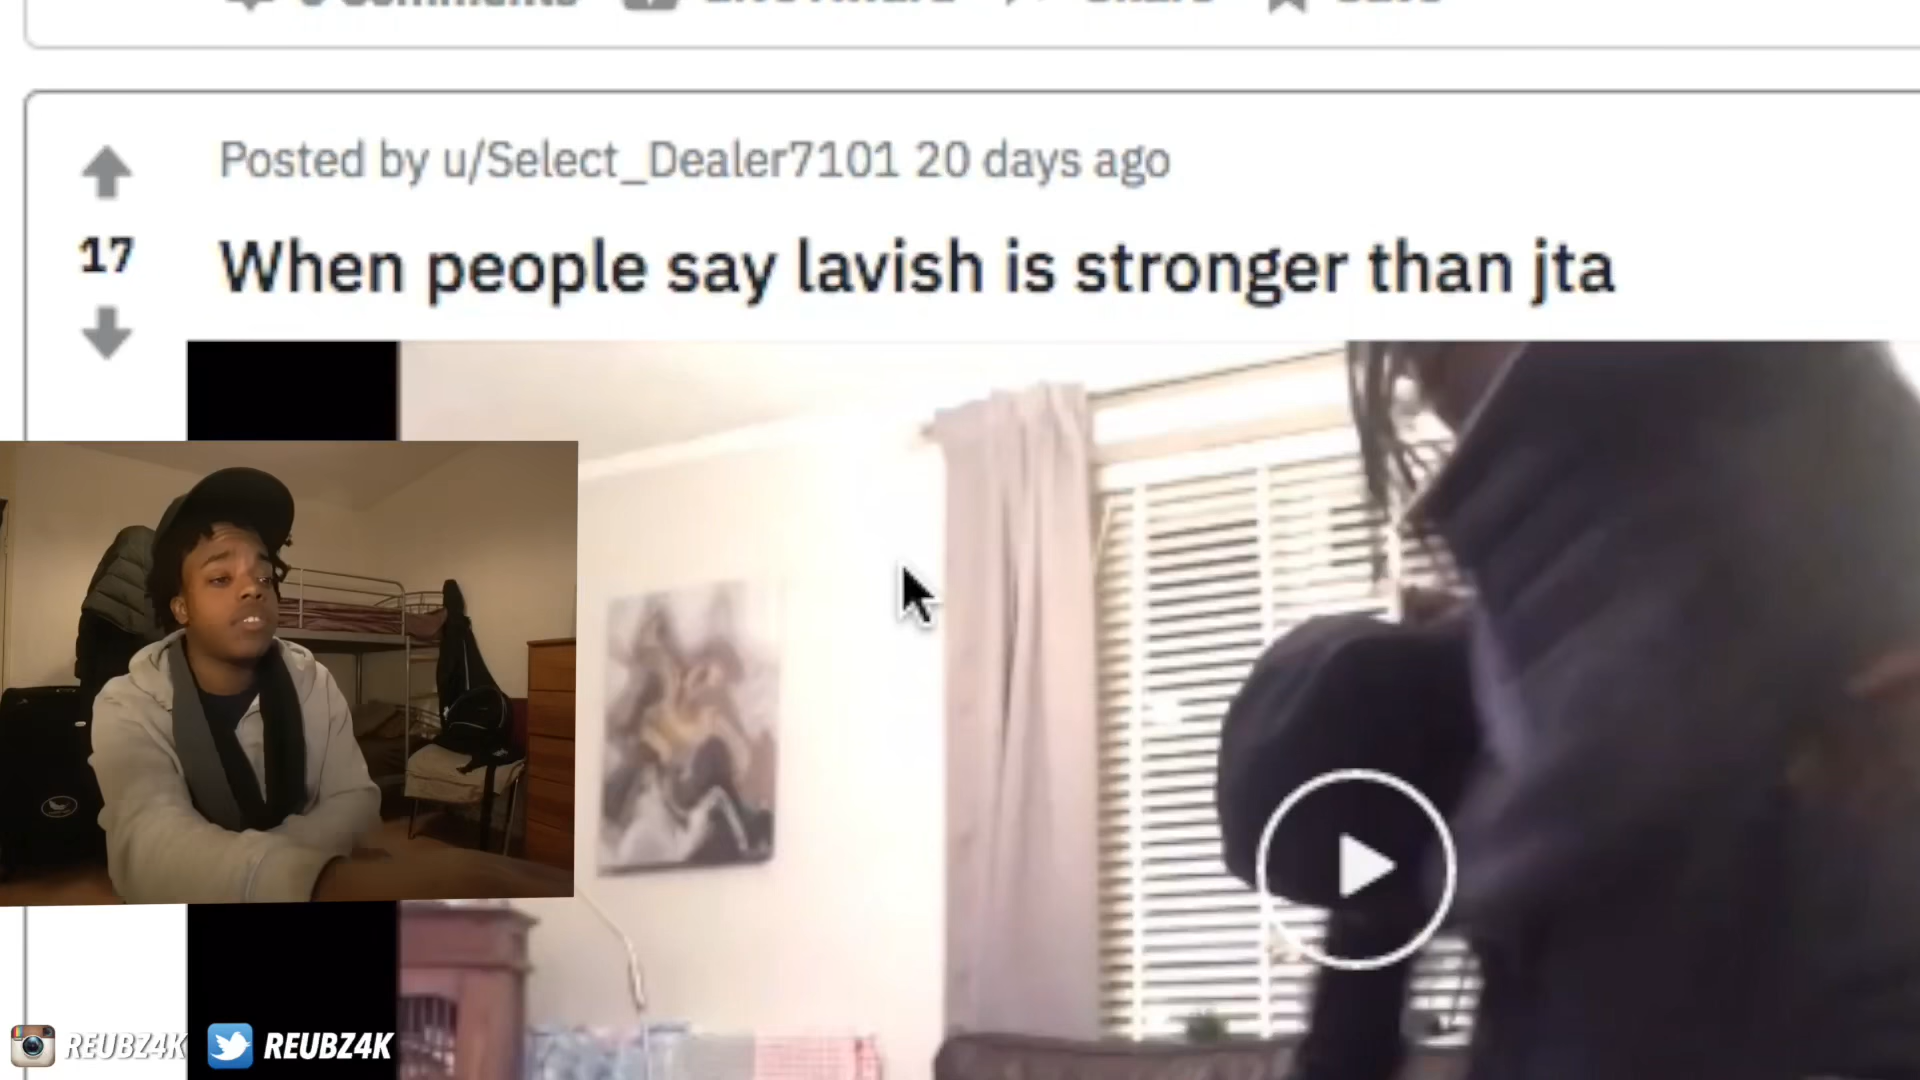 Posted by u/Select_Dealer7101 20 days ago
17
When people say lavish is stronger than jta
REUBZ4K
REUBZ4K